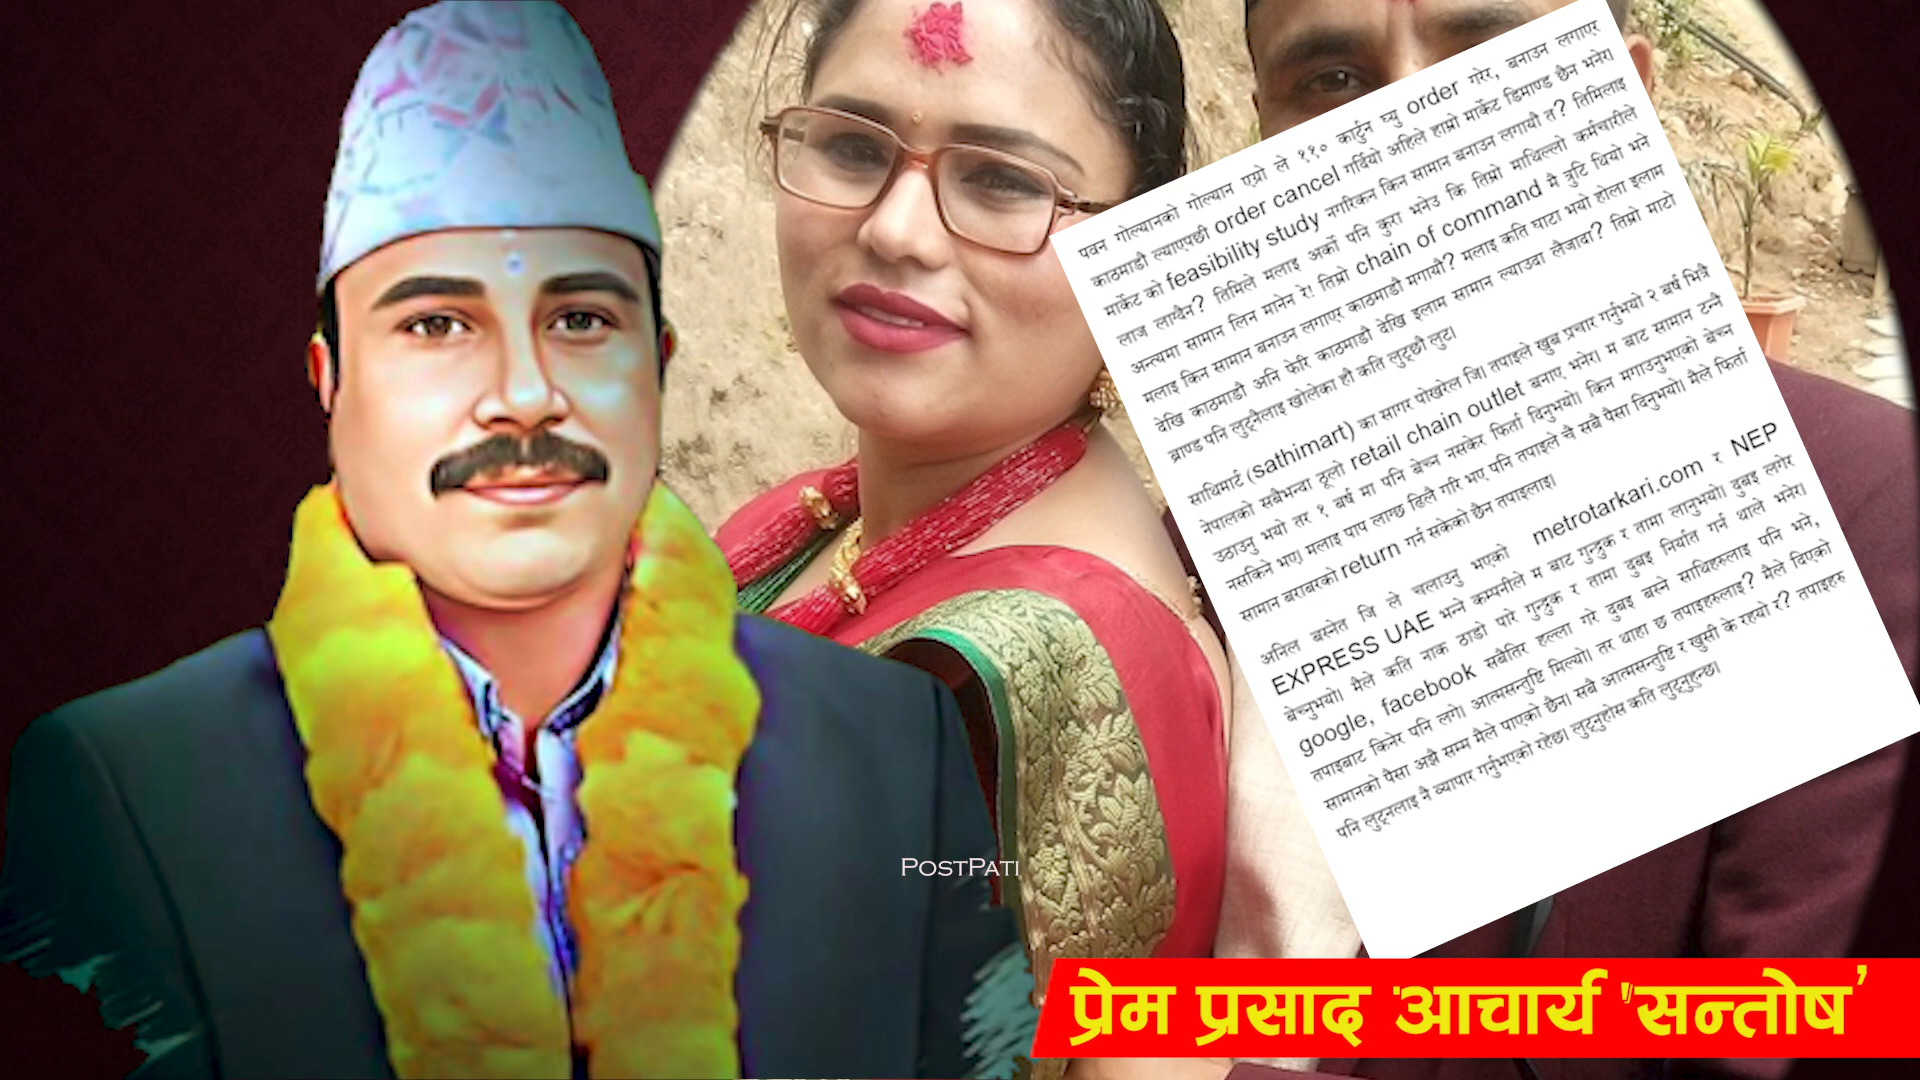 पवन गोल्यानको गोल्यान एग्रो ले ११० कार्टुन घ्यु order गरेर, बनाउन लगाएर
काठमाडौं ल्याएपछी order cancel गर्दियो अहिले हाम्रो मार्केट डिमाण्ड छैन भनेर।
मार्केट को feasibility study नगरिकन किन सामान बनाउन लगायौ त? तिमिलाइ
लाज लाग्दैन? तिमिले मलाइ अर्को पनि कुरा भनेउ कि तिम्रो माथिल्लो कर्मचारीले
अन्त्यमा सामान लिन मानेन रे! तिम्रो chain of command मै त्रुटि थियो भने
मलाइ किन सामान बनाउन लगाएर काठमाडौ मगायौ? मलाइ कति घाटा भयो होला इलाम
देखि काठमाडौं अनि फेरि काठमाडौ देखि इलाम सामान ल्याउदा लैजादा? तिम्रो माटो
ब्राण्ड पनि लुट्नैलाइ खोलेका हौ कति लुट्छौ लुट।
साथिमार्ट (sathimart) का सागर पोखरेल जि। तपाइले खुब प्रचार गर्नुभयो २ बर्ष भित्रै
नेपालको सबैभन्दा ठूलो retail chain outlet बनाए भनेर। म बाट सामान टन्नै
उठाउनु भयो तर १ बर्ष मा पनि बेच्न नसकेर फिर्ता दिनुभयो। किन मगाउनुभएको बेच्न
नसकिने भए। मलाइ पाप लाग्छ ढिलै गरि भए पनि तपाइले चै सबै पैसा दिनुभयो। मैले फिर्ता
सामान बराबरको return गर्न सकेको छैन तपाइलाइ।
अनिल बस्नेत जि ले चलाउनु भएको metrotarkari.com र NEP
EXPRESS UAE भन्ने कम्पनीले म बाट गुन्द्रुक र तामा लानुभयो। दुबइ लगेर
बेच्नुभयो। मैले कति नाक ठाडो पारे गुन्द्रुक र तामा दुबइ निर्यात गर्न थाले भनेर।
google, facebook सबैतिर हल्ला गरे दुबइ बस्ने साथिहरुलाइ पनि भने,
तपाइबाट किनेर पनि लगे। आत्मसन्तुष्टि मिल्यो। तर थाहा छ तपाइहरुलाइ? मैले दिएको
सामानको पैसा अझै सम्म मैले पाएको छैन। सबै आत्मसन्तुष्टि र खुसी के रहयो र? तपाइहरु
पनि लुट्नलाइ नै व्यापार गर्नुभएको रहेछ। लुट्नुहोस कति लुट्नुहुन्छ।
POSTPATI
प्रेम प्रसाद आचार्य 'सन्तोष'